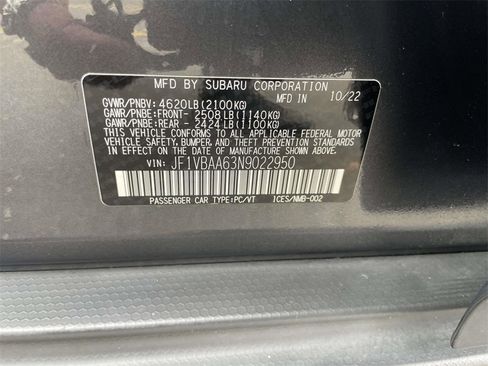 MFD BY SUBARU CORPORATION
MFD IN 10/22
GVWR/PNBV: 4620LB(2100KG)
GAWR/PNBE:FRONT- 2508LB(1140KG)
GAWR/PNBE:REAR - 2424LB(1100KG)
THIS VEHICLE CONFORMS TO ALL APPLICABLE FEDERAL MOTOR
VEHICLE SAFETY, BUMPER, AND THEFT PREVENTION STANDARDS
IN EFFECT ON THE DATE OF MANUFACTURE SHOWN ABOVE.
VIN: JF1VBAA63N9022950
PASSENGER CAR TYPE:PC/VT 1CES/NMB-002